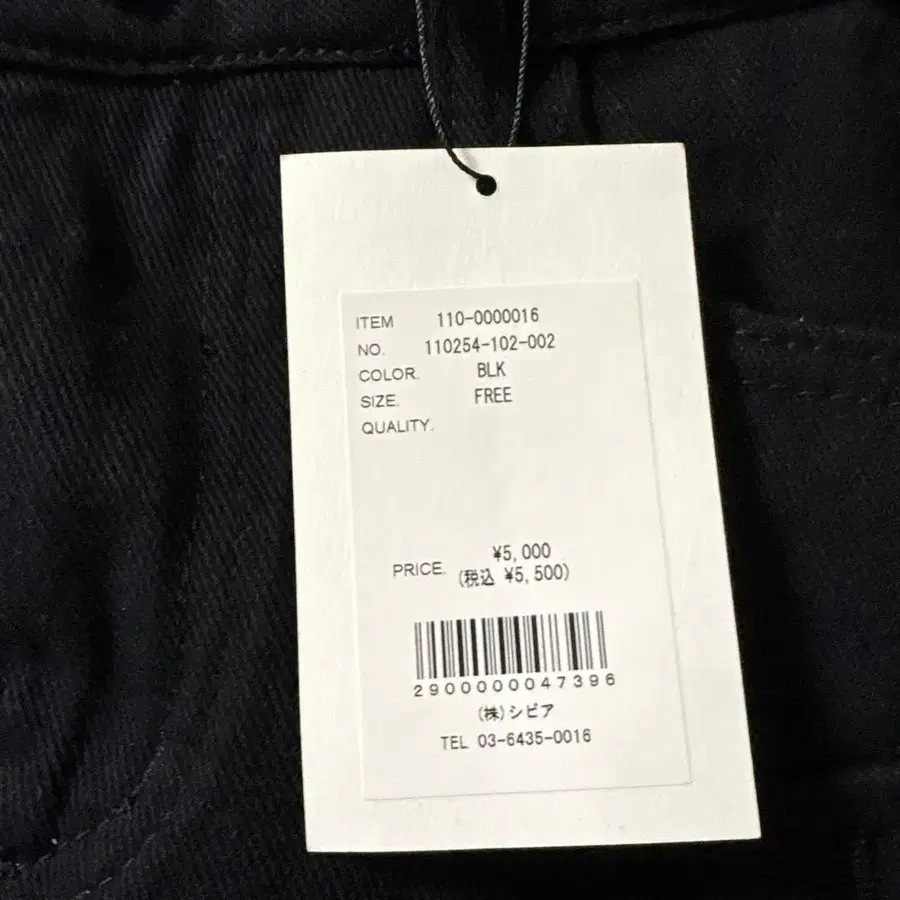 ITEM 110-0000016
NO. 110254-102-002
COLOR. BLK
SIZE. FREE
QUALITY.
PRICE. ¥5,000
(税込 ¥5,500)
2900000047396
(株)シビア
TEL 03-6435-0016